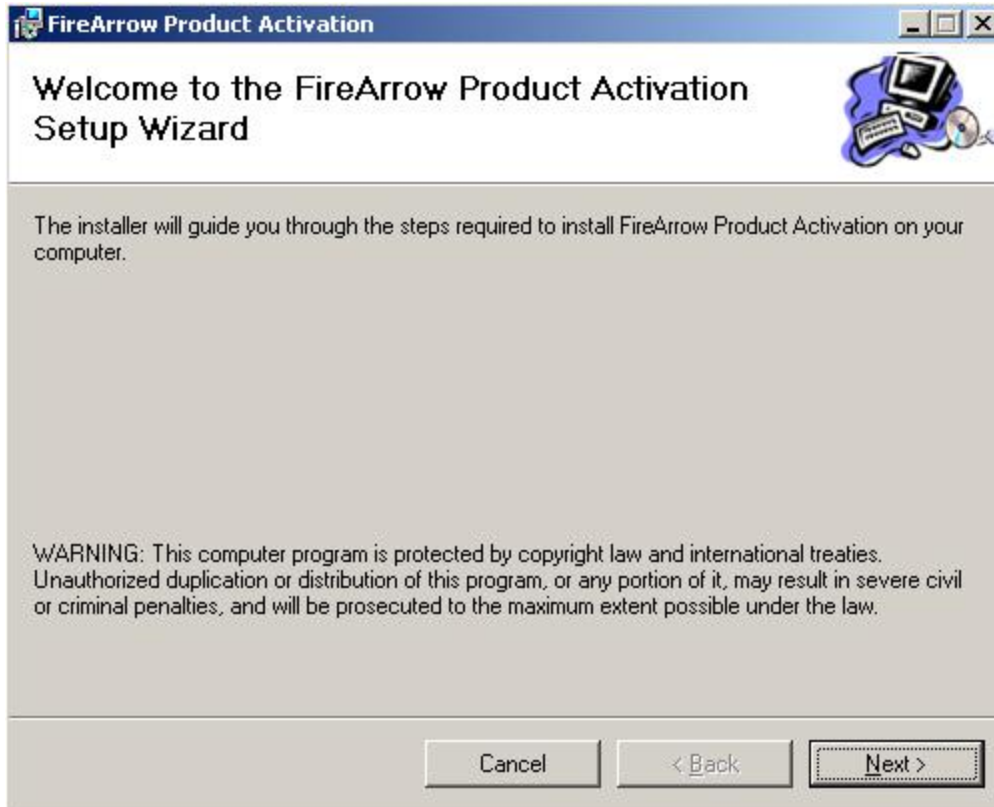 FireArrow Product Activation
Welcome to the FireArrow Product Activation
Setup Wizard
The installer will guide you through the steps required to install FireArrow Product Activation on your
computer.
WARNING: This computer program is protected by copyright law and international treaties.
Unauthorized duplication or distribution of this program, or any portion of it, may result in severe civil
or criminal penalties, and will be prosecuted to the maximum extent possible under the law.
Cancel
< Back
Next >